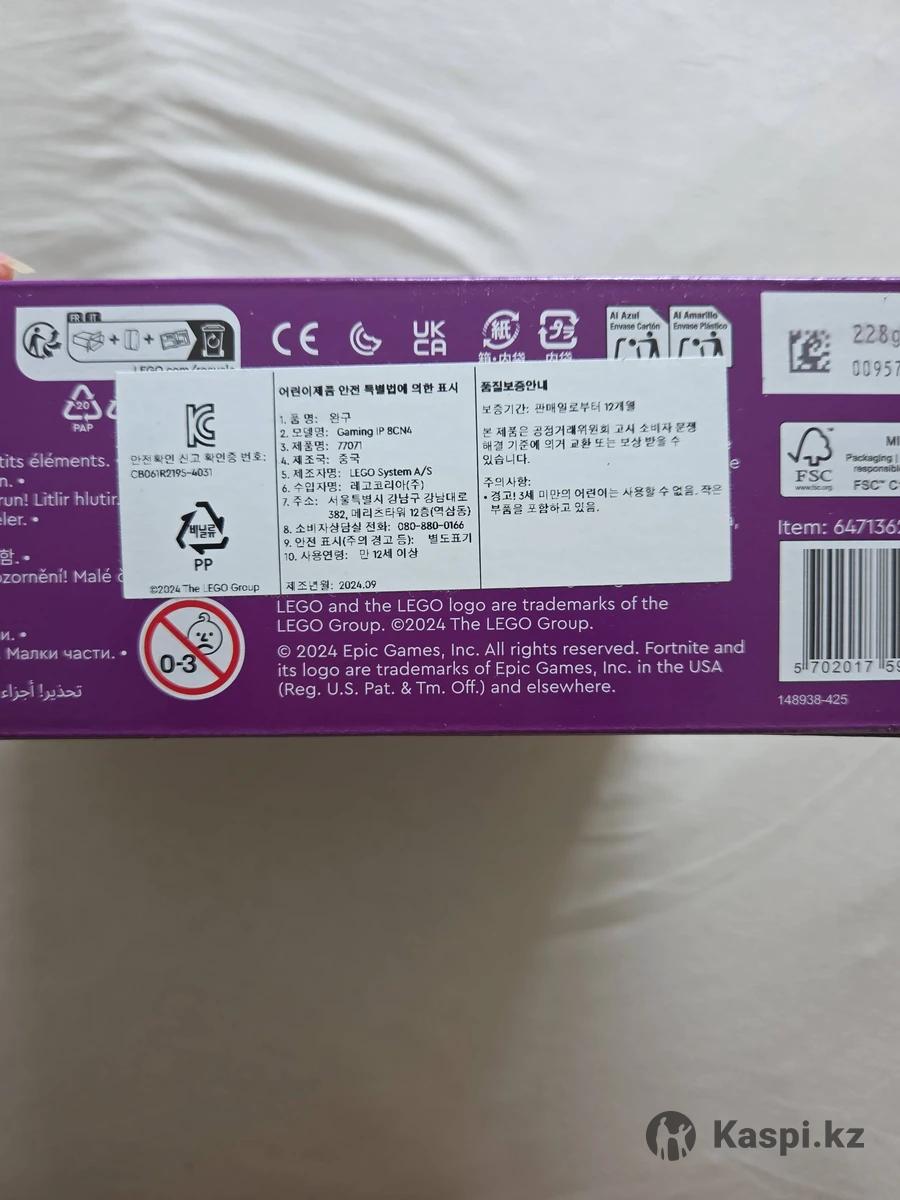 FR IT
LEGO.com/recycle
20
PAP
CE
UK
CA
紙
箱・内袋
プラ
内袋
Al Azul
Envase Cartón
Al Amarillo
Envase Plástico
228g
00957
KC
안전확인 신고 확인증 번호:
CB061R2195-4031
비닐류
PP
©2024 The LEGO Group
어린이제품 안전 특별법에 의한 표시
1. 품 명: 완구
2. 모델명: Gaming IP 8CN4
3. 제품명: 77071
4. 제조국: 중국
5. 제조자명: LEGO System A/S
6. 수입자명: 레고코리아(주)
7. 주소: 서울특별시 강남구 강남대로
382, 메리츠타워 12층(역삼동)
8. 소비자상담실 전화: 080-880-0166
9. 안전 표시(주의 경고 등): 별도표기
10. 사용연령: 만 12세 이상
제조년월: 2024.09
품질보증안내
보증기간: 판매일로부터 12개월
본 제품은 공정거래위원회 고시 소비자 분쟁
해결 기준에 의거 교환 또는 보상 받을 수
있습니다.
주의사항:
• 경고! 3세 미만의 어린이는 사용할 수 없음. 작은
부품을 포함하고 있음.
tits éléments.
run! Litlir hlutir.
eler. •
함. •
ozornění! Malé
и. •
Малки части. •
تحذير! أجزاء
0-3
LEGO and the LEGO logo are trademarks of the
LEGO Group. ©2024 The LEGO Group.
© 2024 Epic Games, Inc. All rights reserved. Fortnite and
its logo are trademarks of Epic Games, Inc. in the USA
(Reg. U.S. Pat. & Tm. Off.) and elsewhere.
FSC
www.fsc.org
MI
Packaging |
responsibl
FSC™ C1
Item: 6471362
5 702017 59
148938-425
Kaspi.kz